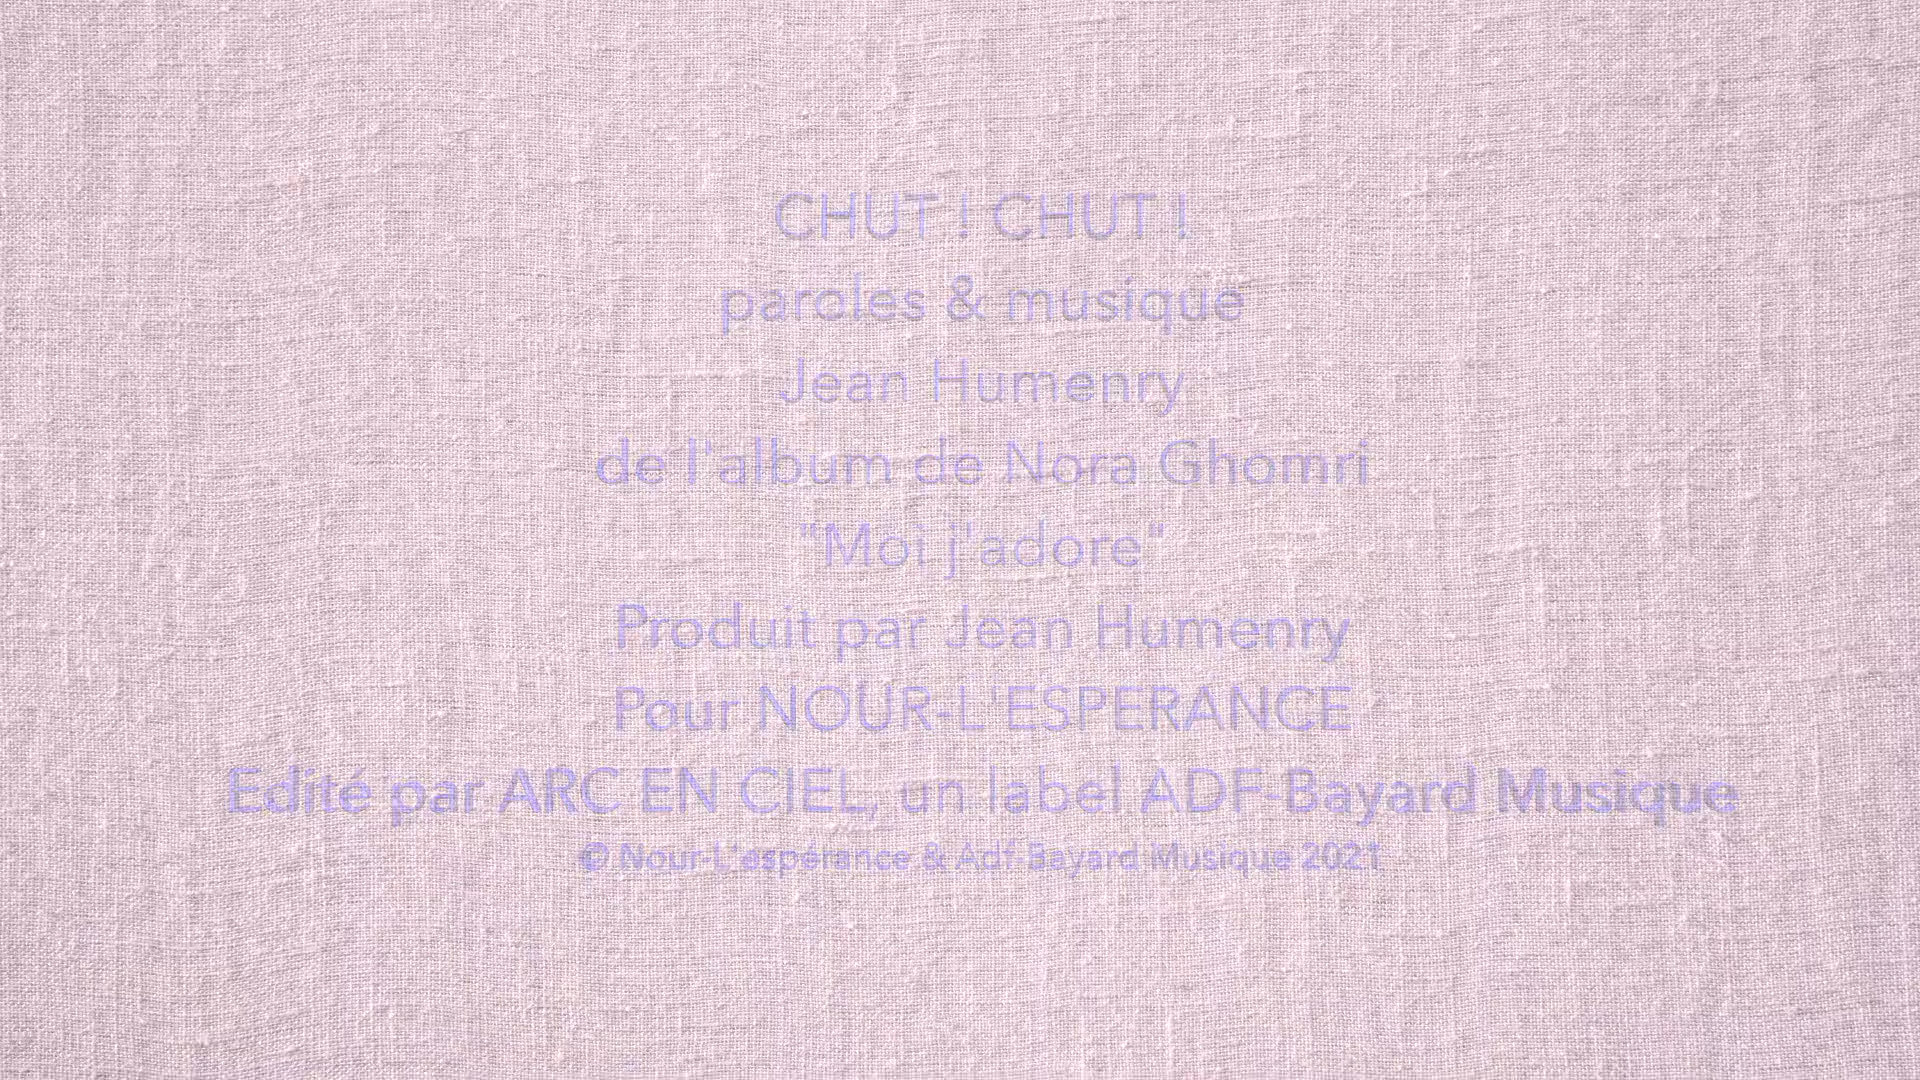 CHUT ! CHUT !
paroles & musique
Jean Humenry
de l'album de Nora Ghomri
"Moi j'adore"
Produit par Jean Humenry
Pour NOUR-L'ESPERANCE
Edité par ARC EN CIEL, un label ADF-Bayard Musique
© Nour-L'espérance & Adf-Bayard Musique 2021